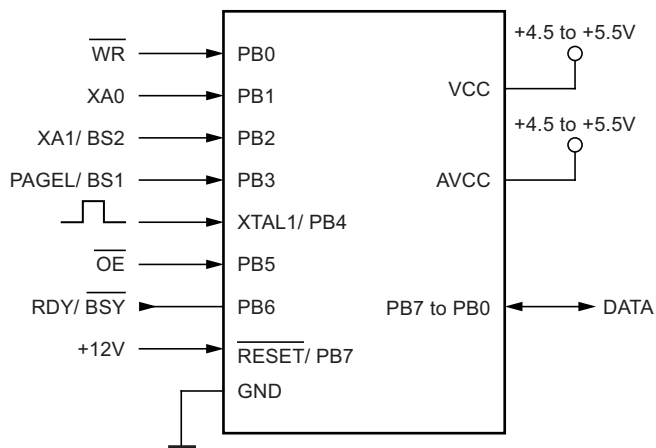 +4.5 to +5.5V
WR PB0
XA0 PB1
VCC
XA1/ BS2 PB2
+4.5 to +5.5V
PAGEL/ BS1 PB3
AVCC
XTAL1/ PB4
OE PB5
RDY/ BSY PB6
PB7 to PB0 DATA
+12V RESET/ PB7
GND